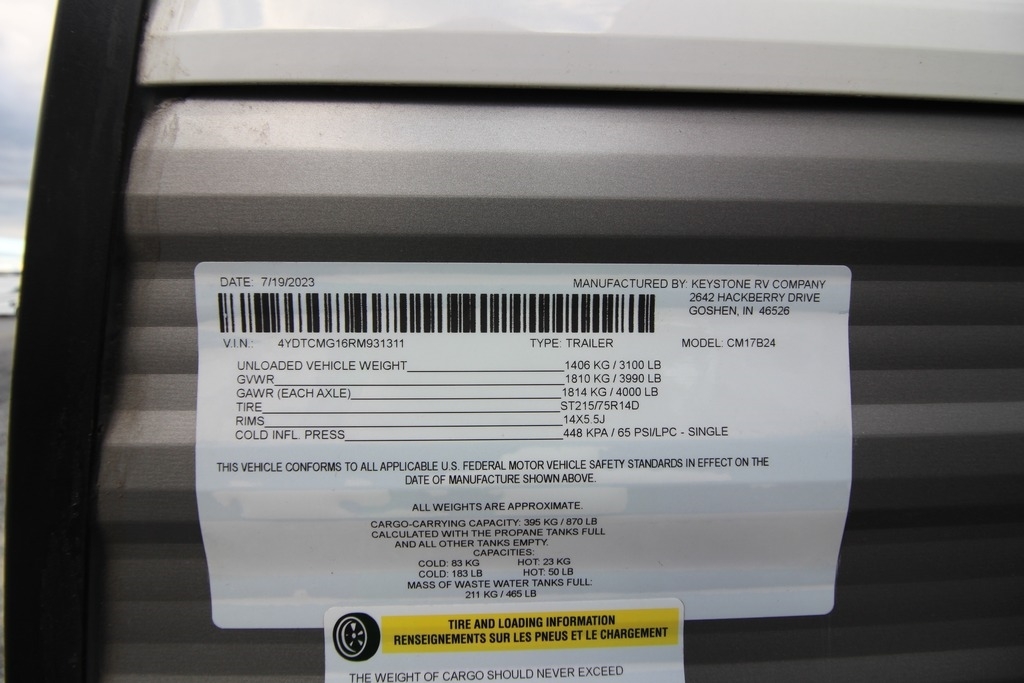 DATE: 7/19/2023
MANUFACTURED BY: KEYSTONE RV COMPANY
2642 HACKBERRY DRIVE
GOSHEN, IN 46526
V.I.N.: 4YDTCMG16RM931311 TYPE: TRAILER MODEL: CM17B24
UNLOADED VEHICLE WEIGHT 1406 KG / 3100 LB
GVWR 1810 KG / 3990 LB
GAWR (EACH AXLE) 1814 KG / 4000 LB
TIRE ST215/75R14D
RIMS 14X5.5J
COLD INFL. PRESS 448 KPA / 65 PSI/LPC - SINGLE
THIS VEHICLE CONFORMS TO ALL APPLICABLE U.S. FEDERAL MOTOR VEHICLE SAFETY STANDARDS IN EFFECT ON THE
DATE OF MANUFACTURE SHOWN ABOVE.
ALL WEIGHTS ARE APPROXIMATE.
CARGO-CARRYING CAPACITY: 395 KG / 870 LB
CALCULATED WITH THE PROPANE TANKS FULL
AND ALL OTHER TANKS EMPTY.
CAPACITIES:
COLD: 83 KG HOT: 23 KG
COLD: 183 LB HOT: 50 LB
MASS OF WASTE WATER TANKS FULL:
211 KG / 465 LB
TIRE AND LOADING INFORMATION
RENSEIGNEMENTS SUR LES PNEUS ET LE CHARGEMENT
THE WEIGHT OF CARGO SHOULD NEVER EXCEED